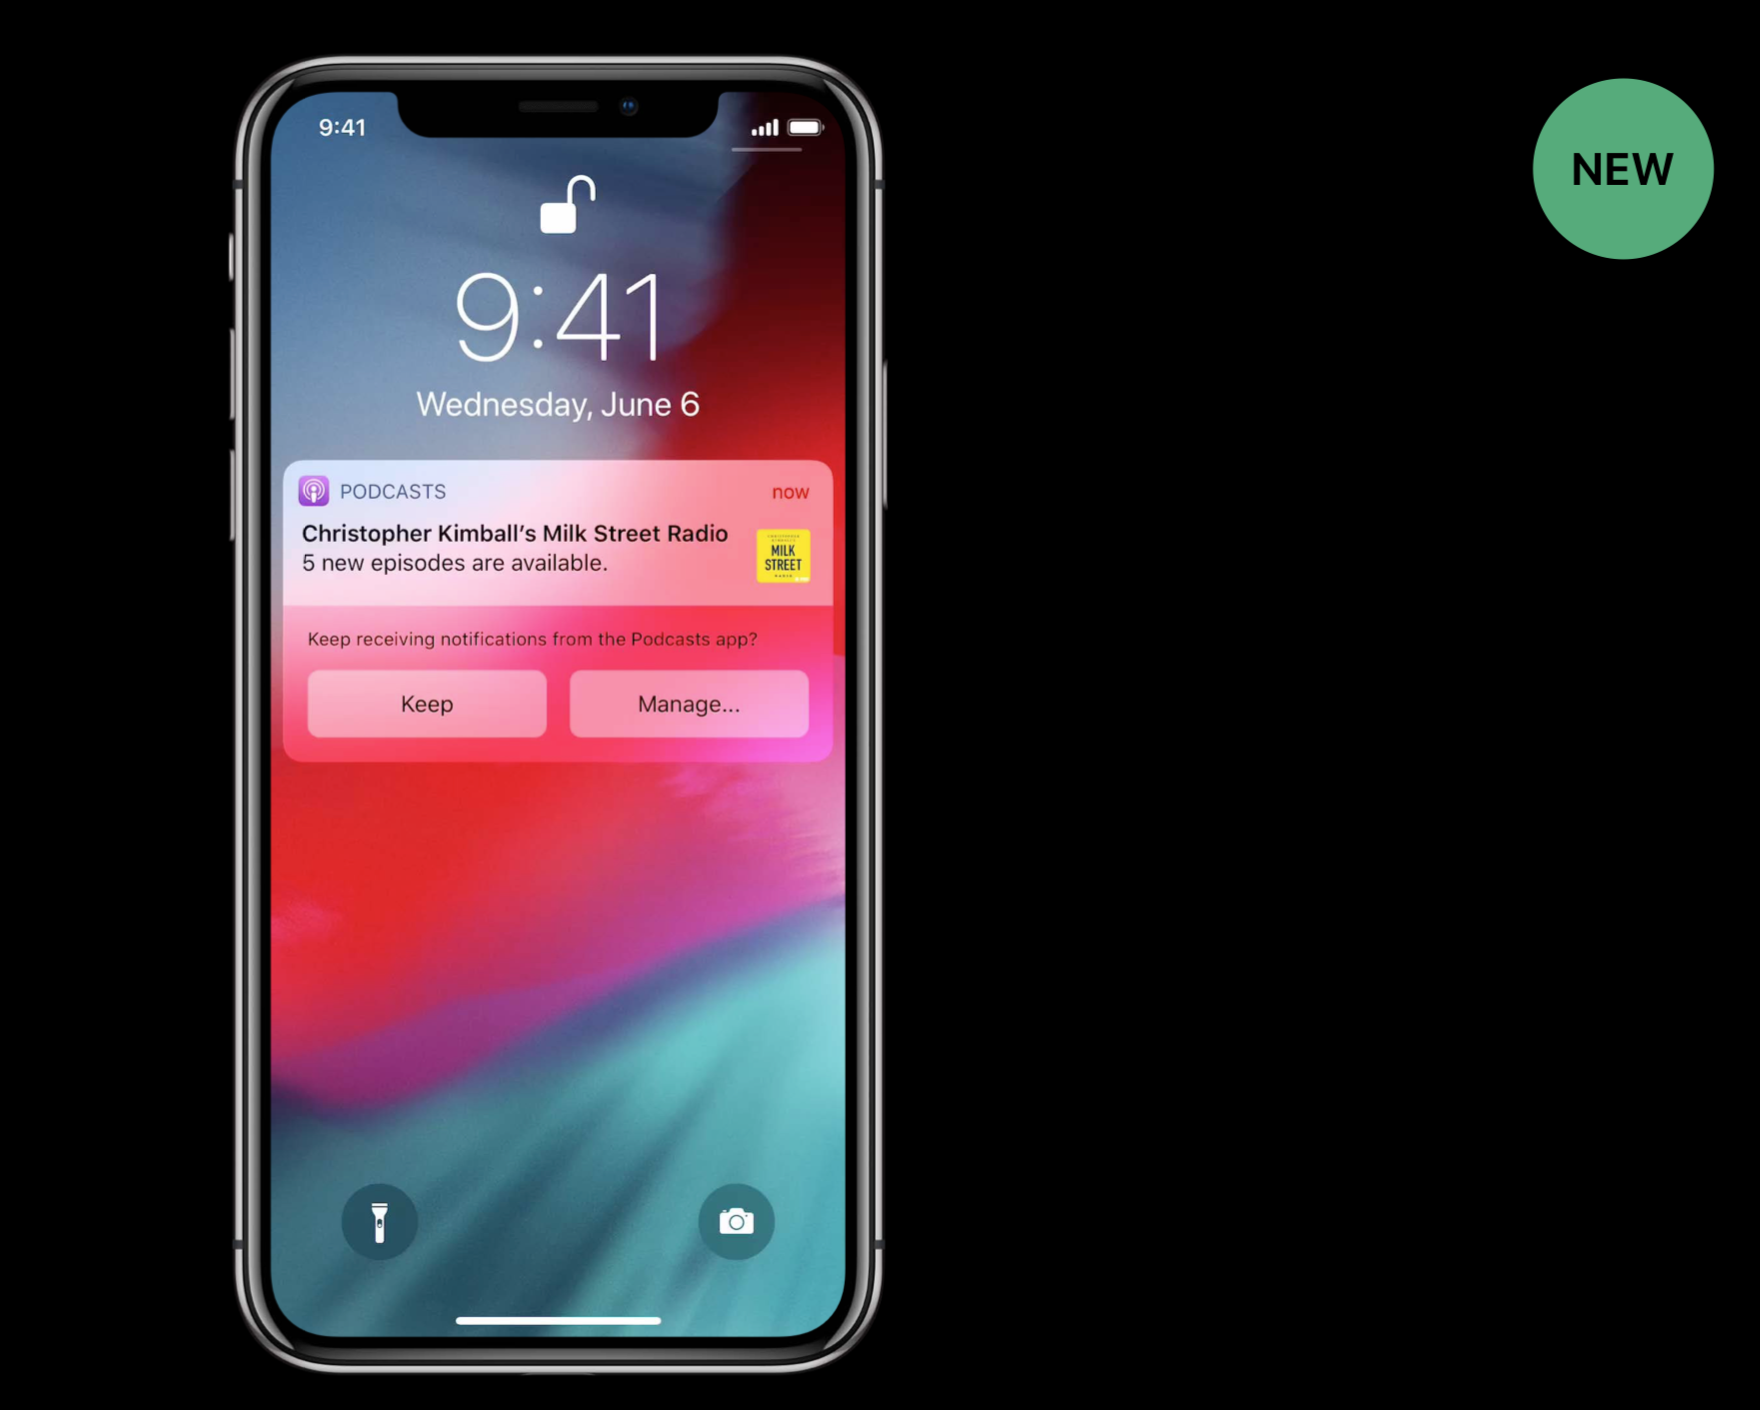 9:41
NEW
9:41
Wednesday, June 6
PODCASTS
now
Christopher Kimball’s Milk Street Radio
5 new episodes are available.
MILK
STREET
RADIO
Keep receiving notifications from the Podcasts app?
Keep
Manage...